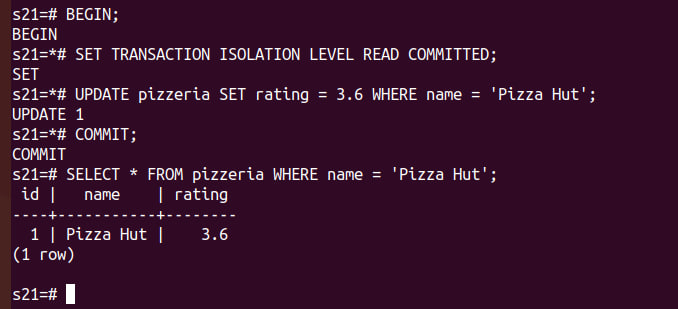 s21=# BEGIN;
BEGIN
s21=*# SET TRANSACTION ISOLATION LEVEL READ COMMITTED;
SET
s21=*# UPDATE pizzeria SET rating = 3.6 WHERE name = 'Pizza Hut';
UPDATE 1
s21=*# COMMIT;
COMMIT
s21=# SELECT * FROM pizzeria WHERE name = 'Pizza Hut';
 id |   name    | rating
----+-----------+--------
  1 | Pizza Hut |    3.6
(1 row)

s21=#